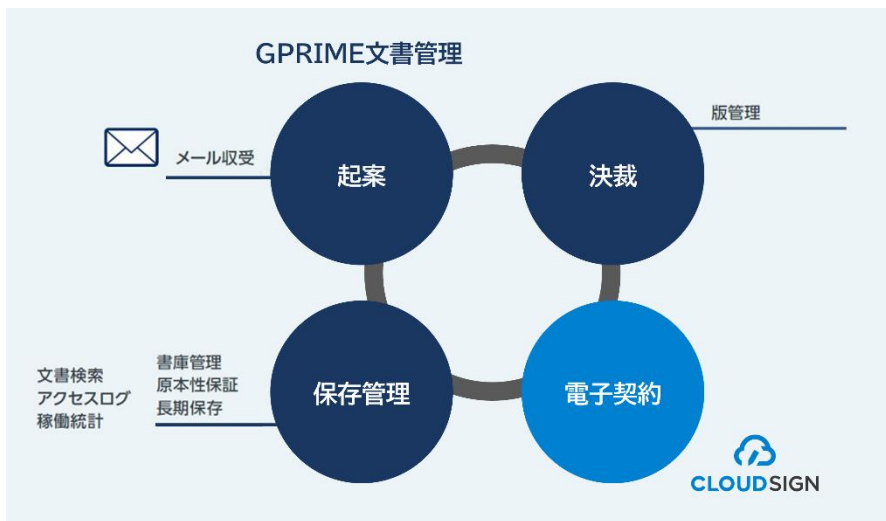 GPRIME文書管理
版管理
メール収受
起案
決裁
文書検索
アクセスログ
稼働統計
書庫管理
原本性保証
長期保存
保存管理
電子契約
CLOUDSIGN